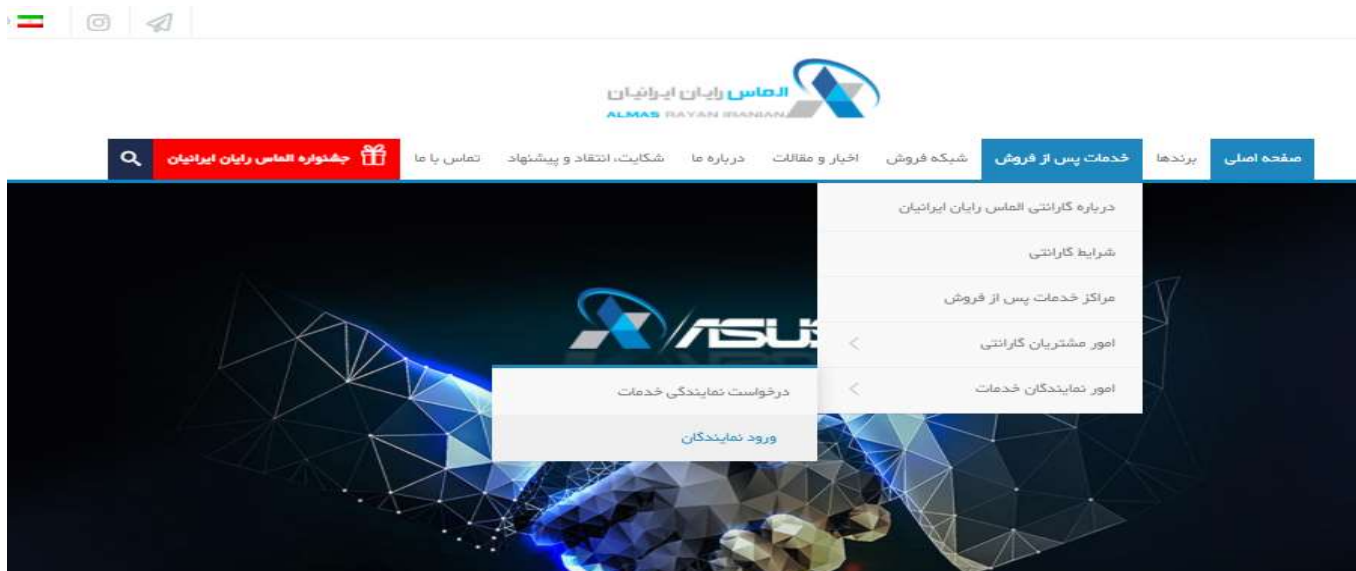 الماس رایان ایرانیان
ALMAS RAYAN IRANIAN
صفحه اصلی
برندها
خدمات پس از فروش
شبکه فروش
اخبار و مقالات
درباره ما
شکایت، انتقاد و پیشنهاد
تماس با ما
جشنواره الماس رایان ایرانیان
درباره گارانتی الماس رایان ایرانیان
شرایط گارانتی
مراکز خدمات پس از فروش
امور مشتریان گارانتی
امور نمایندگان خدمات
درخواست نمایندگی خدمات
ورود نمایندگان